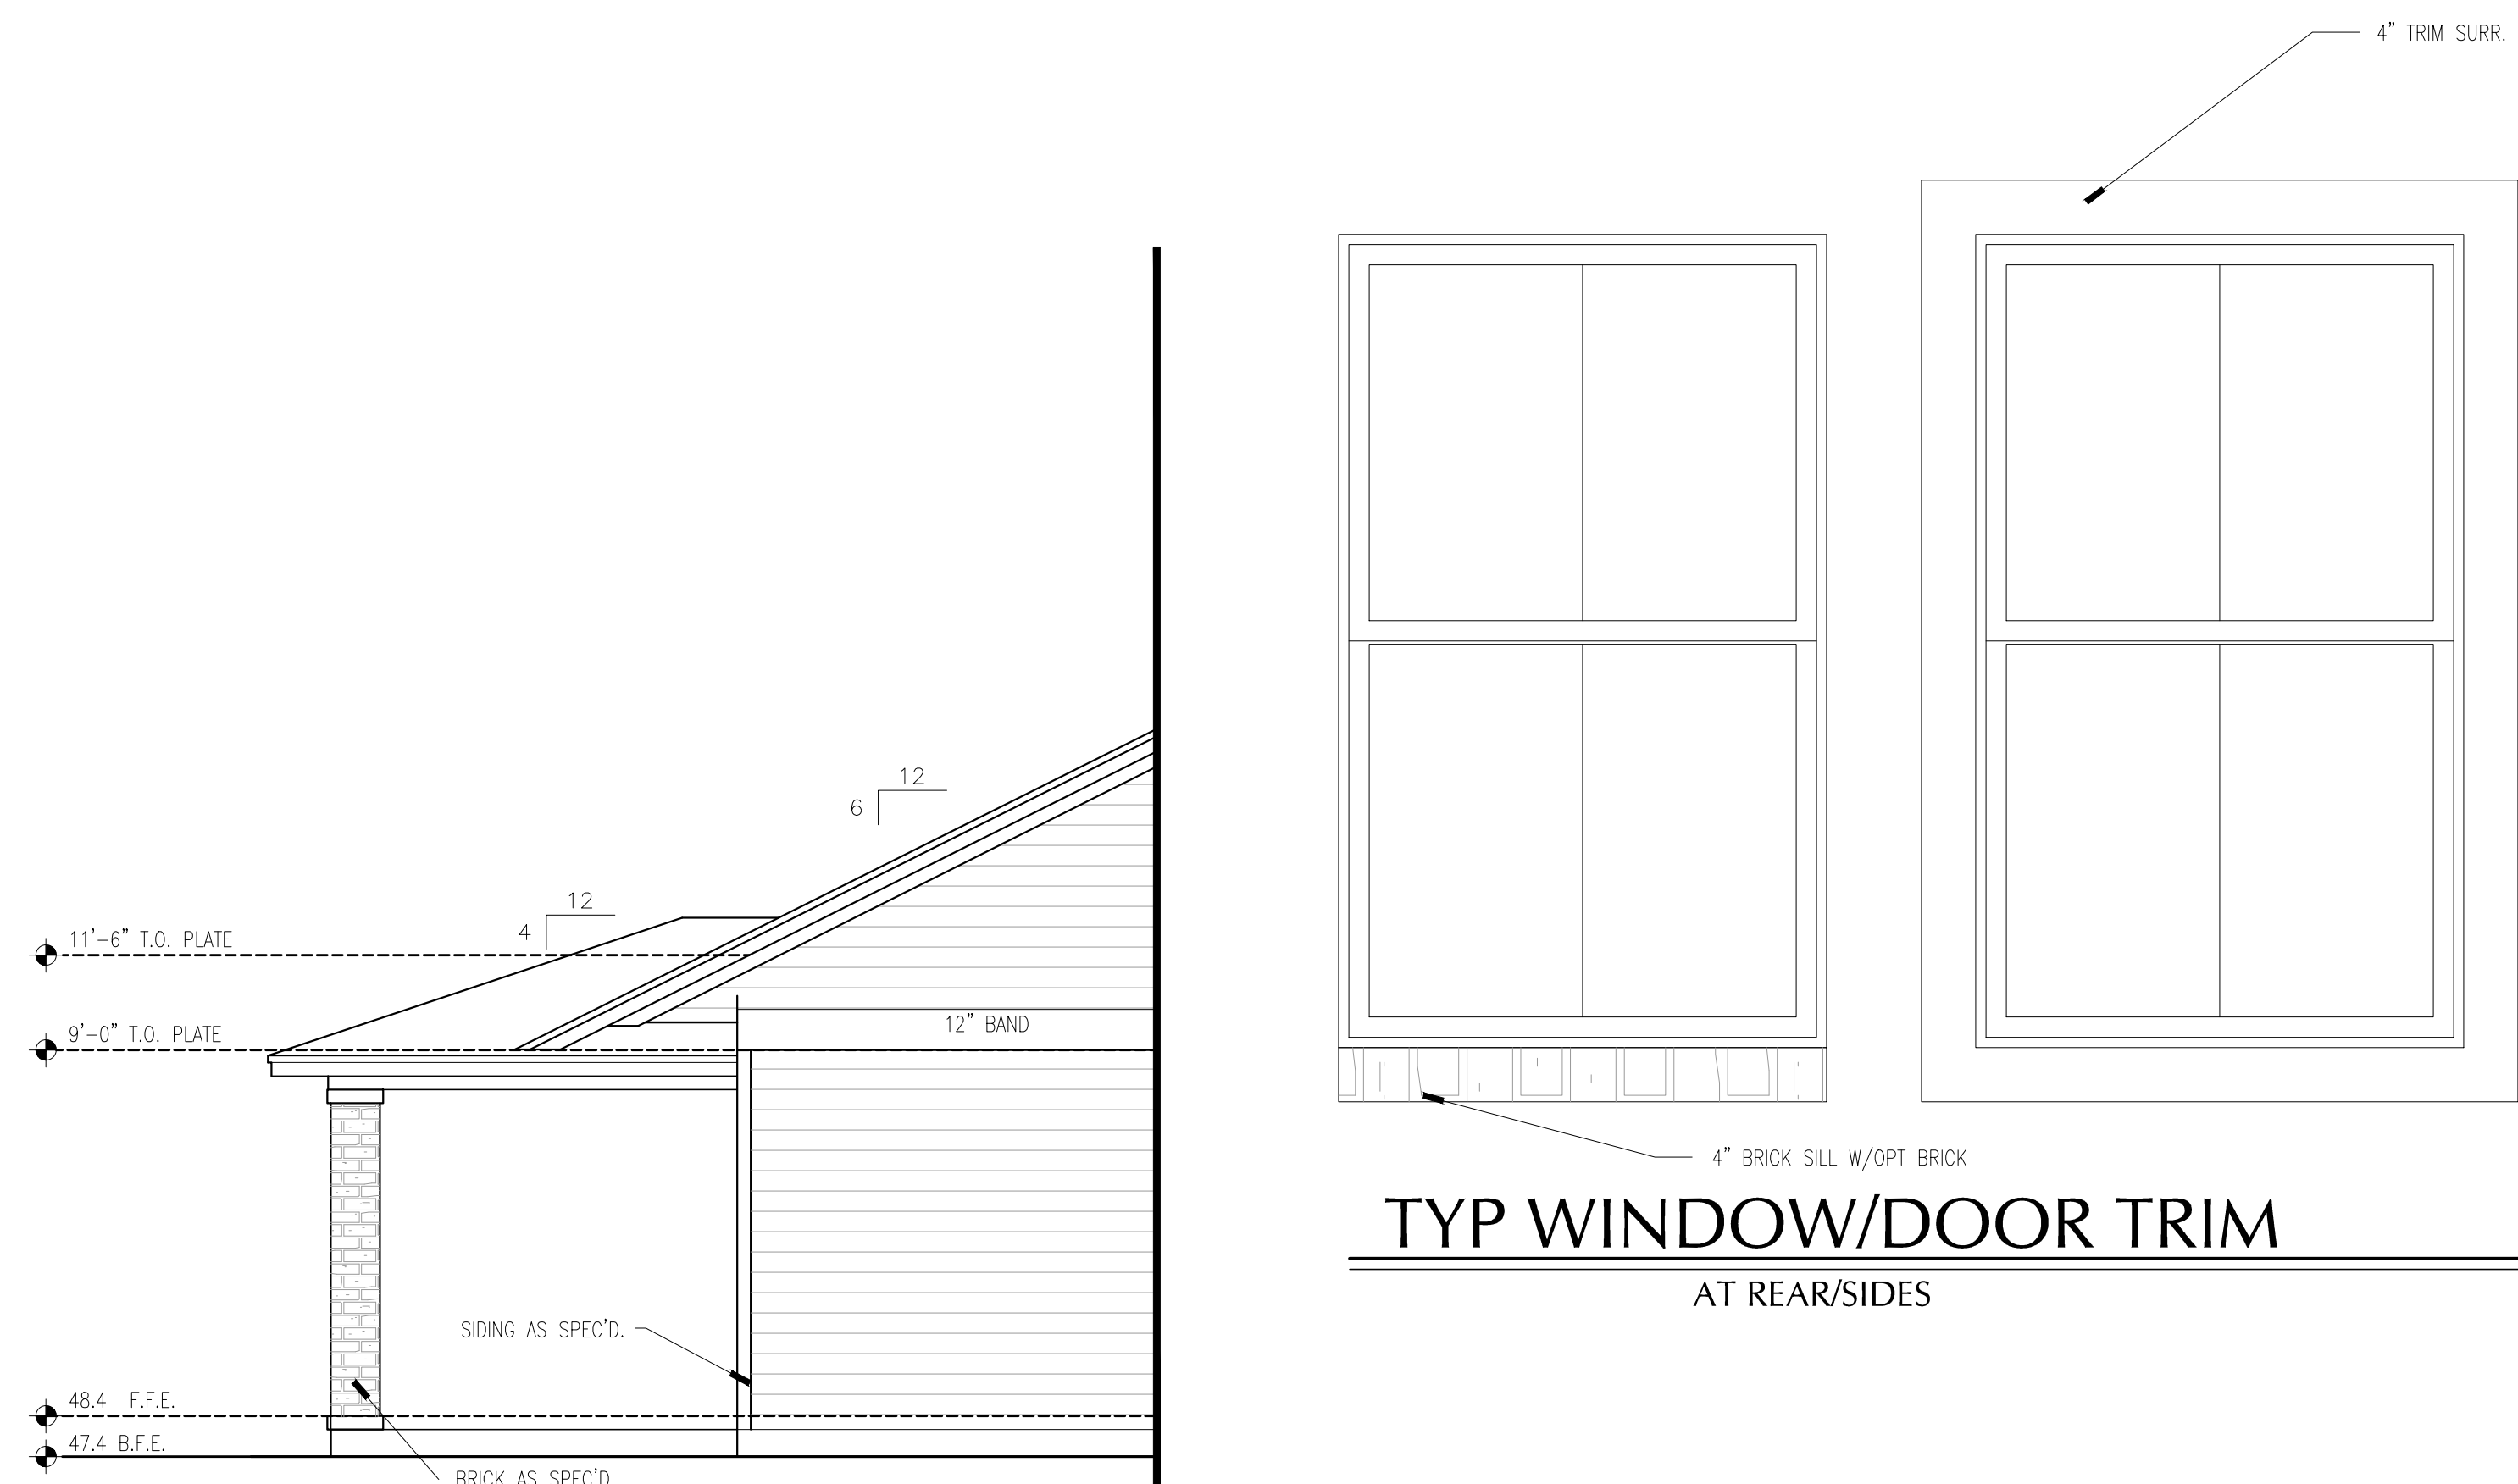 4” TRIM SURR.
12
6
12
4
11’-6” T.O. PLATE
9’-0” T.O. PLATE
12” BAND
4” BRICK SILL W/OPT BRICK
TYP WINDOW/DOOR TRIM
AT REAR/SIDES
SIDING AS SPEC’D.
48.4 F.F.E.
47.4 B.F.E.
BRICK AS SPEC’D